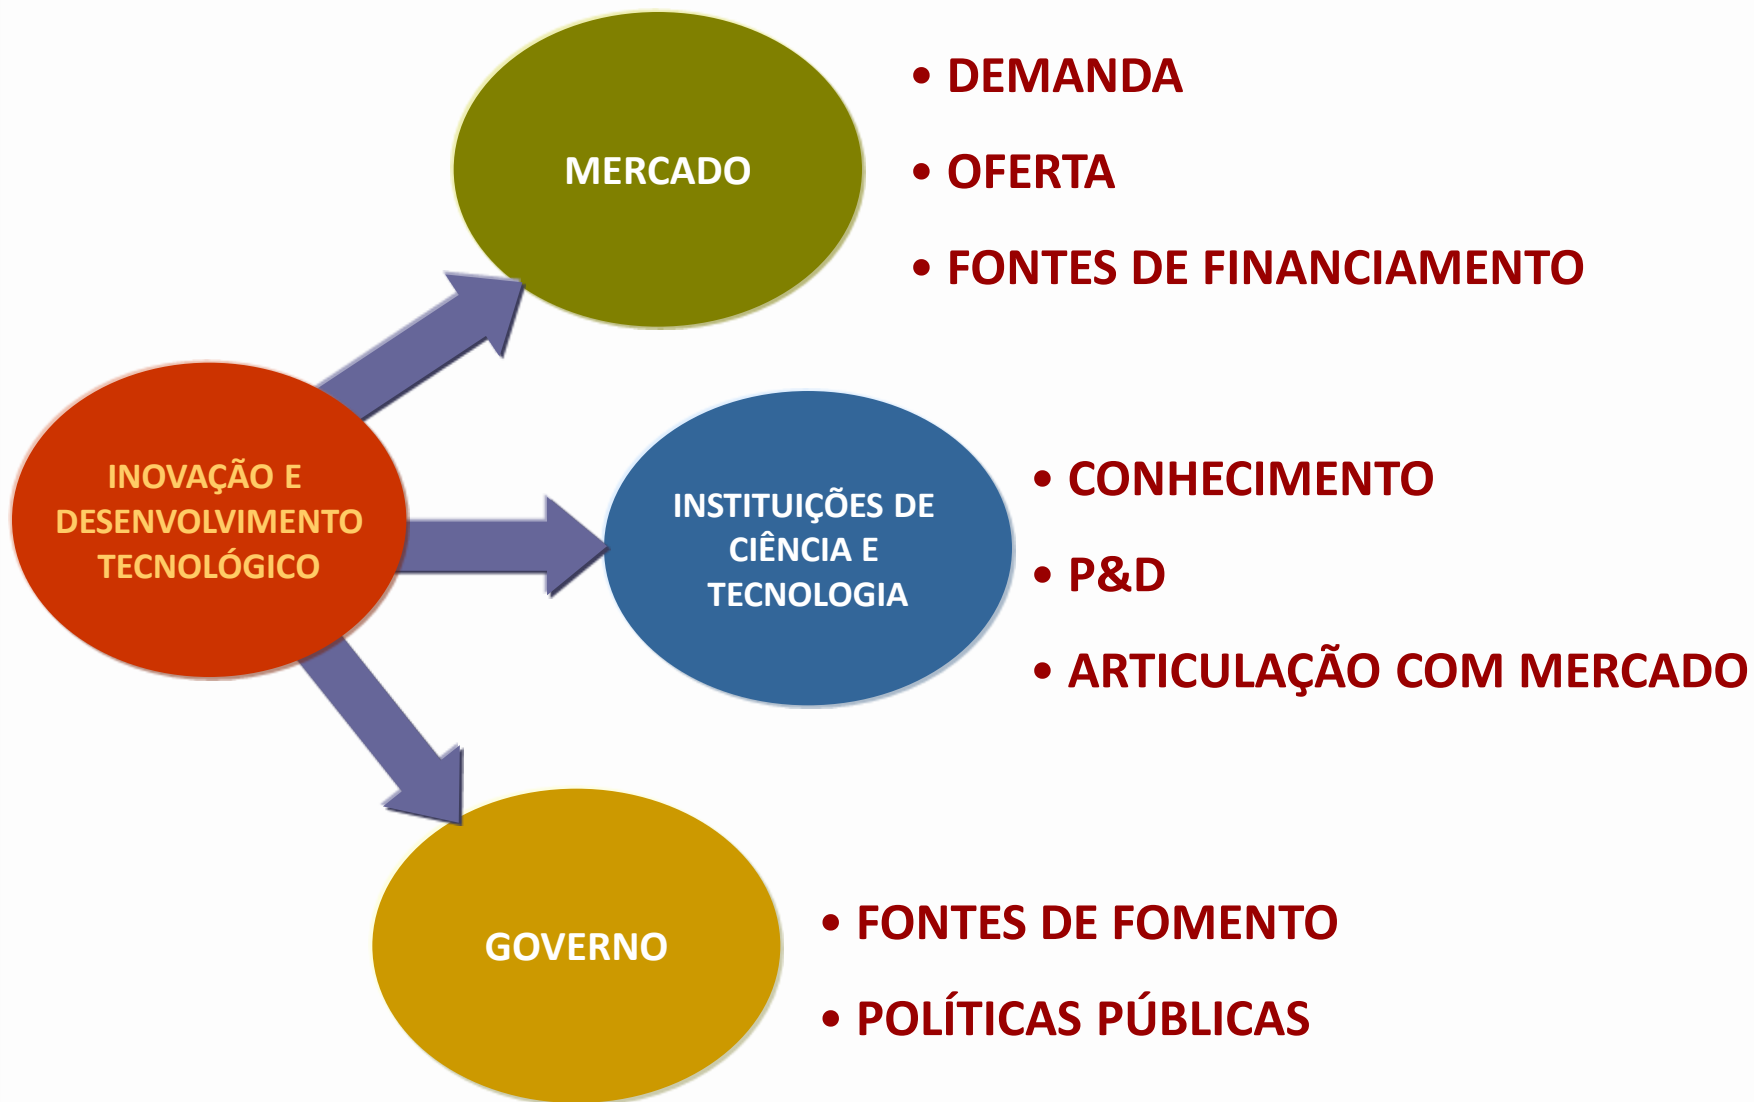 MERCADO
• DEMANDA
• OFERTA
• FONTES DE FINANCIAMENTO
INOVAÇÃO E
DESENVOLVIMENTO
TECNOLÓGICO
INSTITUIÇÕES DE
CIÊNCIA E
TECNOLOGIA
• CONHECIMENTO
• P&D
• ARTICULAÇÃO COM MERCADO
GOVERNO
• FONTES DE FOMENTO
• POLÍTICAS PÚBLICAS